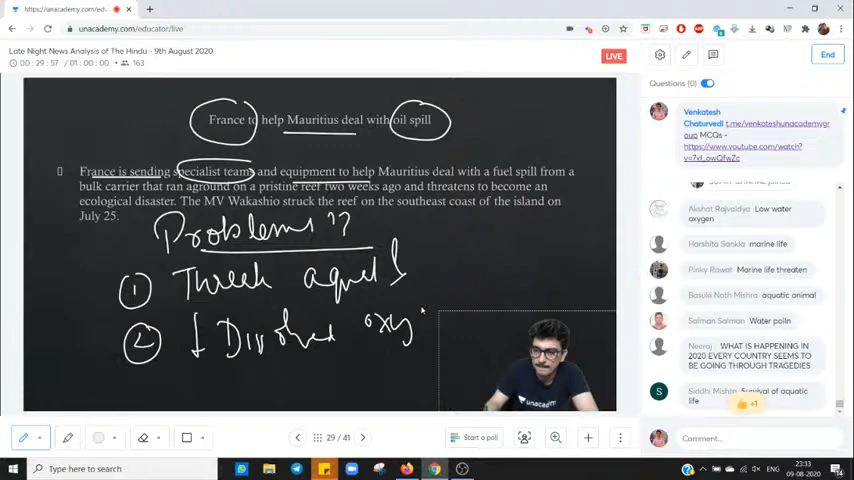 https://unacademy.com/educ
unacademy.com/educator/live
Late Night News Analysis of The Hindu - 9th August 2020
00 : 29 : 57 / 01 : 00 : 00 • 163
LIVE
End
Questions (0)
France to help Mauritius deal with oil spill
France is sending specialist teams and equipment to help Mauritius deal with a fuel spill from a
bulk carrier that ran aground on a pristine reef two weeks ago and threatens to become an
ecological disaster. The MV Wakashio struck the reef on the southeast coast of the island on
July 25.
Problems ??
1 Threek aquel
2 ↓ Dissolved oxy
unacademy
Venkatesh
Chaturvedi t.me/venkateshunacademygr
oup MCQs -
https://www.youtube.com/watch?
v=7xI_owQfwZc
Akshat Rajvaidya Low water
oxygen
Harshita Sankla marine life
Pinky Rawat Marine life threaten
Basuki Nath Mishra aquatic animal
Salman Salman Water polln
Neeraj WHAT IS HAPPENING IN
2020 EVERY COUNTRY SEEMS TO
BE GOING THROUGH TRAGEDIES
S
Siddhi Mishra Survival of aquatic
life
+1
29 / 41
Start a poll
Comment...
Type here to search
ENG
23:33
09-08-2020